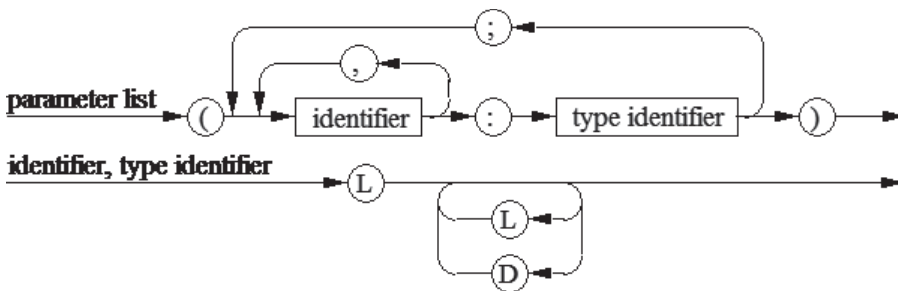 ;
,
parameter list
( identifier : type identifier )
identifier, type identifier
L
L
D